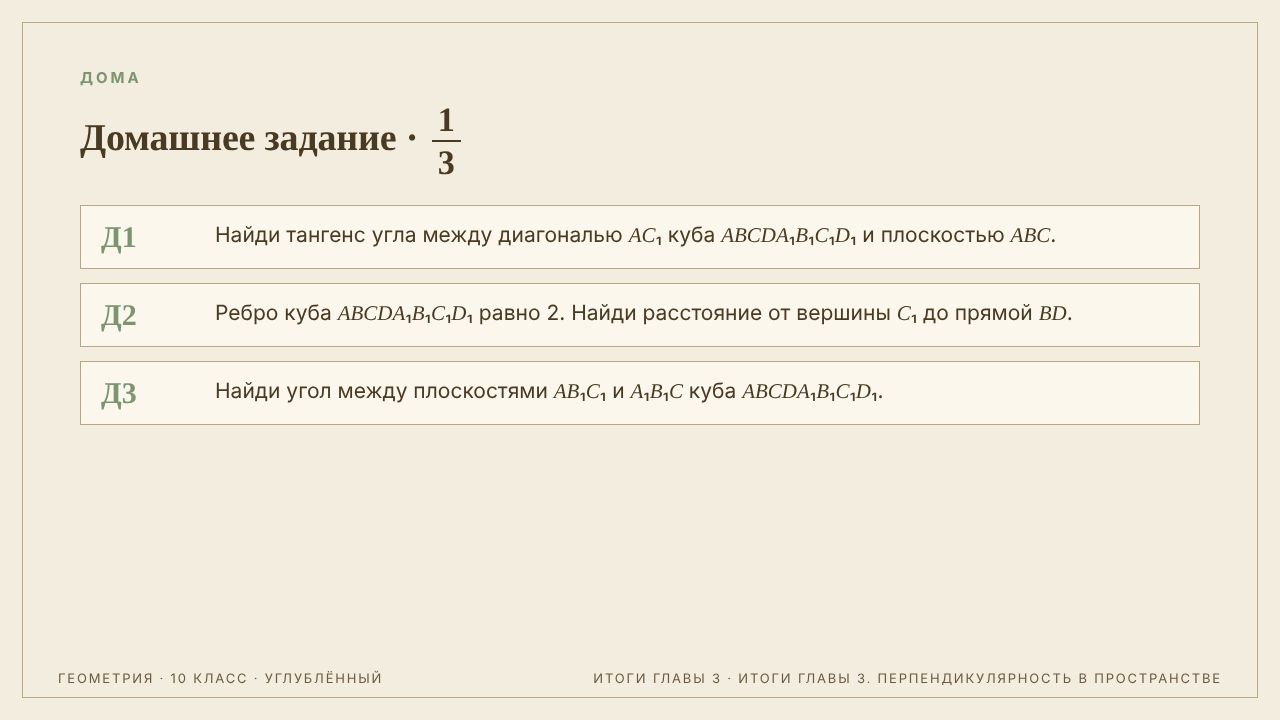 ДОМА
Домашнее задание · 1/3
Д1 Найди тангенс угла между диагональю AC₁ куба ABCDA₁B₁C₁D₁ и плоскостью ABC.
Д2 Ребро куба ABCDA₁B₁C₁D₁ равно 2. Найди расстояние от вершины C₁ до прямой BD.
Д3 Найди угол между плоскостями AB₁C₁ и A₁B₁C куба ABCDA₁B₁C₁D₁.
ГЕОМЕТРИЯ · 10 КЛАСС · УГЛУБЛЁННЫЙ
ИТОГИ ГЛАВЫ 3 · ИТОГИ ГЛАВЫ 3. ПЕРПЕНДИКУЛЯРНОСТЬ В ПРОСТРАНСТВЕ